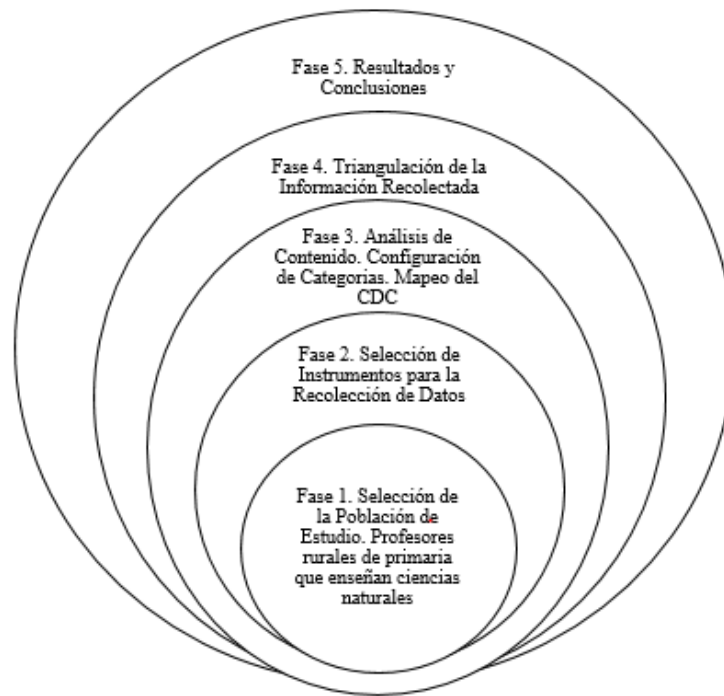 Fase 5. Resultados y
Conclusiones
Fase 4. Triangulación de la
Información Recolectada
Fase 3. Análisis de
Contenido. Configuración
de Categorias. Mapeo del
CDC
Fase 2. Selección de
Instrumentos para la
Recolección de Datos
Fase 1. Selección de
la Población de
Estudio. Profesores
rurales de primaria
que enseñan ciencias
naturales